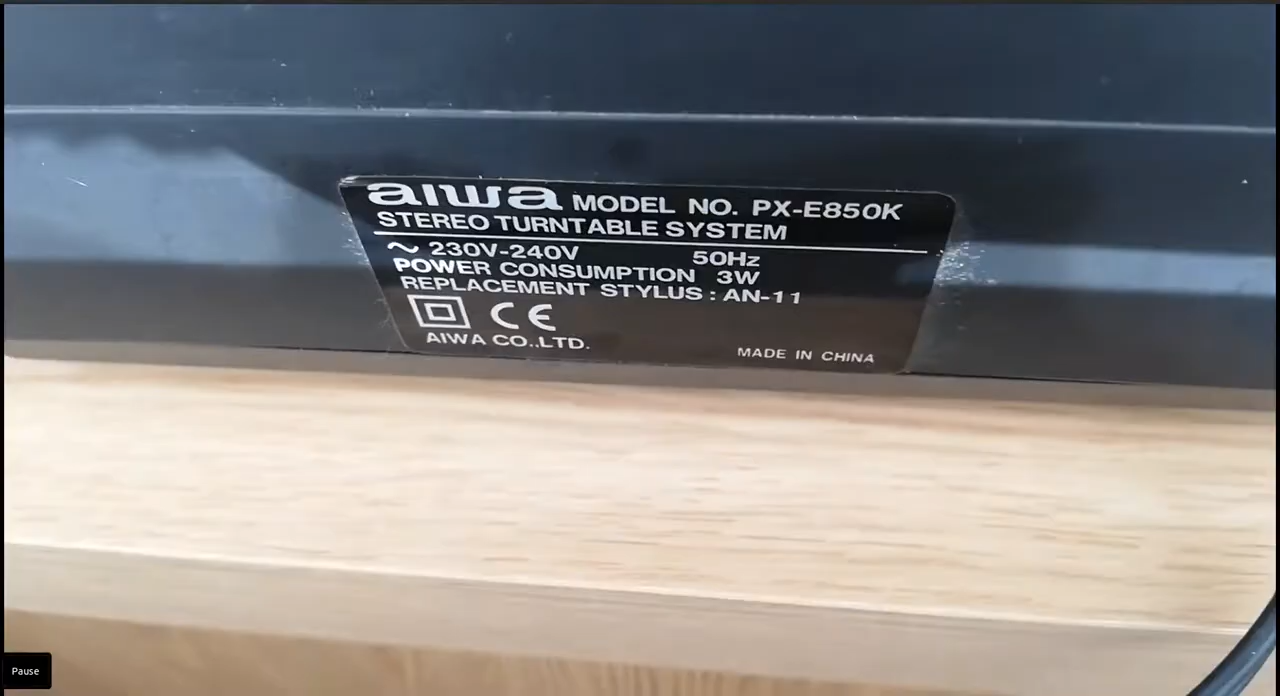 aiwa MODEL NO. PX-E850K
STEREO TURNTABLE SYSTEM
~ 230V-240V 50Hz
POWER CONSUMPTION 3W
REPLACEMENT STYLUS : AN-11
CE
AIWA CO.,LTD.
MADE IN CHINA
Pause